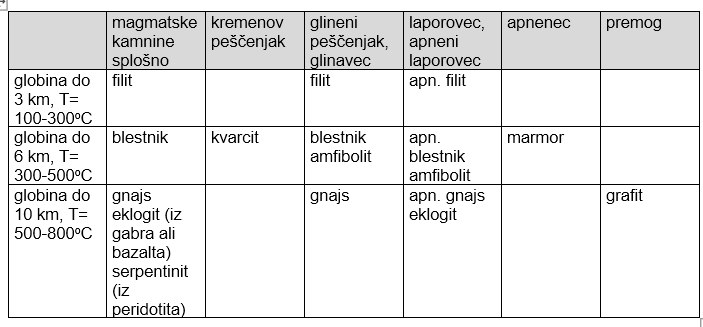 magmatske
kamnine
splošno
kremenov
peščenjak
glineni
peščenjak,
glinavec
laporovec,
apneni
laporovec
apnenec
premog
globina do
3 km, T=
100-300ºC
filit
filit
apn. filit
globina do
6 km, T=
300-500ºC
blestnik
kvarcit
blestnik
amfibolit
apn.
blestnik
amfibolit
marmor
globina do
10 km, T=
500-800ºC
gnajs
eklogit (iz
gabra ali
bazalta)
serpentinit
(iz
peridotita)
gnajs
apn. gnajs
eklogit
grafit